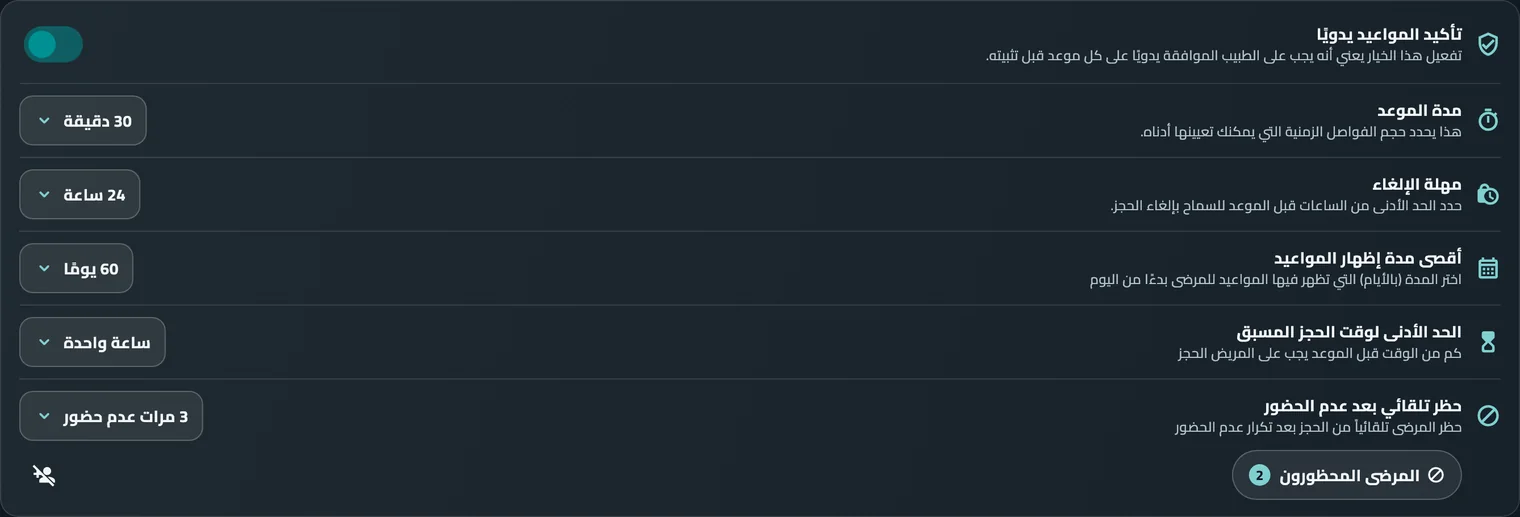 تأكيد المواعيد يدويًا
تفعيل هذا الخيار يعني أنه يجب على الطبيب الموافقة يدويًا على كل موعد قبل تثبيته.
مدة الموعد
هذا يحدد حجم الفواصل الزمنية التي يمكنك تعيينها أدناه.
30 دقيقة
مهلة الإلغاء
حدد الحد الأدنى من الساعات قبل الموعد للسماح بإلغاء الحجز.
24 ساعة
أقصى مدة إظهار المواعيد
اختر المدة (بالأيام) التي تظهر فيها المواعيد للمرضى بدءًا من اليوم
60 يومًا
الحد الأدنى لوقت الحجز المسبق
كم من الوقت قبل الموعد يجب على المريض الحجز
ساعة واحدة
حظر تلقائي بعد عدم الحضور
حظر المرضى تلقائياً من الحجز بعد تكرار عدم الحضور
3 مرات عدم حضور
المرضى المحظورون 2